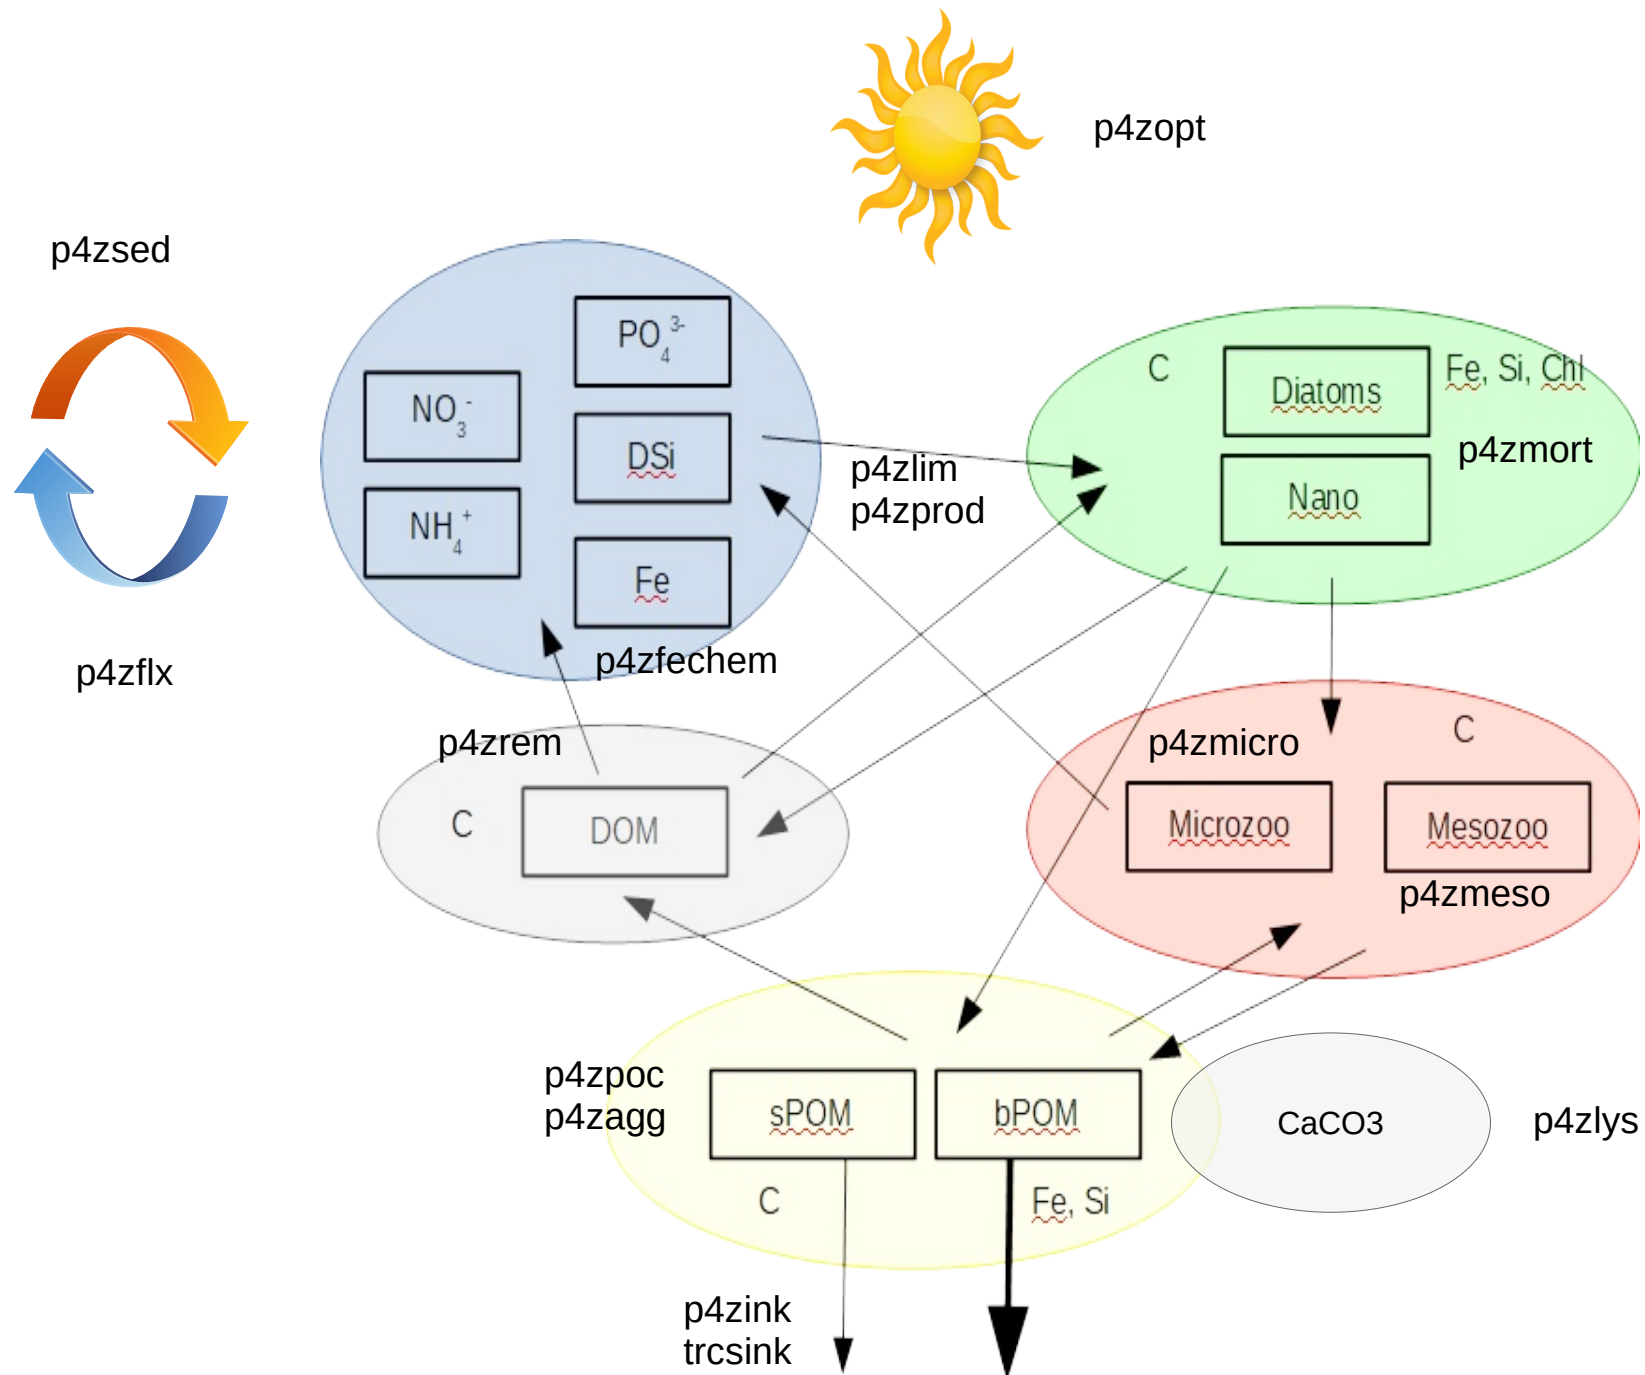 p4zopt
p4zsed
PO4 3-
NO3 -
C
Diatoms
Fe, Si, Chl
DSi
p4zlim
p4zprod
p4zmort
Nano
NH4 +
Fe
p4zfechem
p4zflx
p4zrem
p4zmicro
C
C
DOM
Microzoo
Mesozoo
p4zmeso
p4zpoc
p4zagg
sPOM
bPOM
CaCO3
p4zlys
C
Fe, Si
p4zink
trcsink